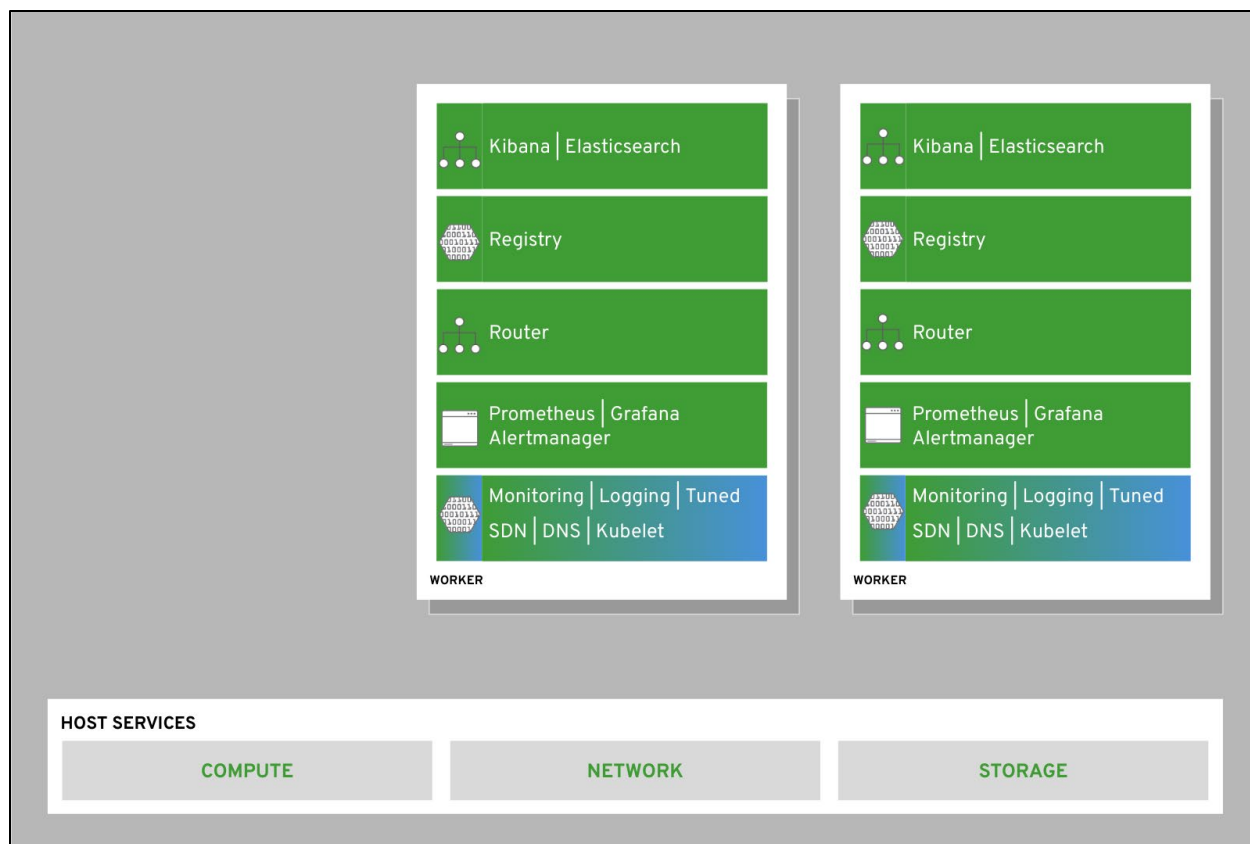 Kibana | Elasticsearch
Registry
Router
Prometheus | Grafana
Alertmanager
Monitoring | Logging | Tuned
SDN | DNS | Kubelet
WORKER
Kibana | Elasticsearch
Registry
Router
Prometheus | Grafana
Alertmanager
Monitoring | Logging | Tuned
SDN | DNS | Kubelet
WORKER
HOST SERVICES
COMPUTE
NETWORK
STORAGE